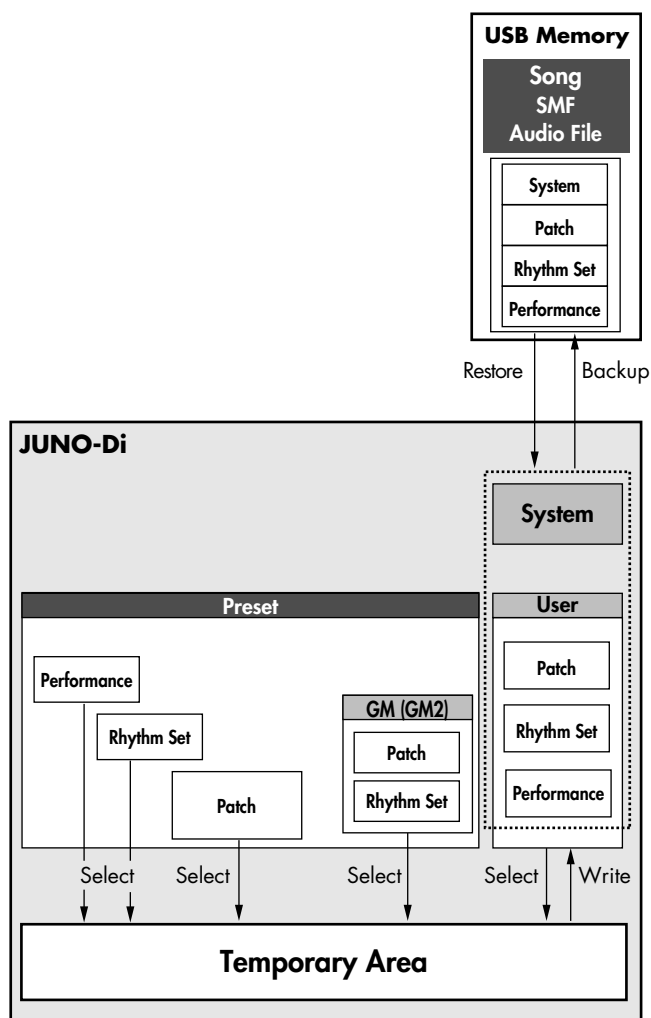 USB Memory
Song
SMF
Audio File
System
Patch
Rhythm Set
Performance
Restore
Backup
JUNO-Di
System
Preset
User
Performance
Rhythm Set
Patch
GM (GM2)
Patch
Rhythm Set
Patch
Rhythm Set
Performance
Select
Select
Select
Select
Write
Temporary Area